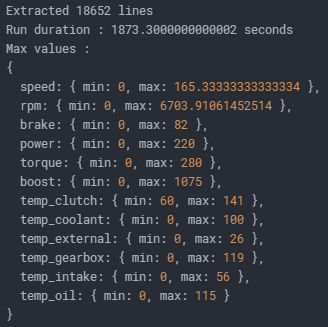 Extracted 18652 lines
Run duration : 1873.3000000000002 seconds
Max values :
{
  speed: { min: 0, max: 165.33333333333334 },
  rpm: { min: 0, max: 6703.91061452514 },
  brake: { min: 0, max: 82 },
  power: { min: 0, max: 220 },
  torque: { min: 0, max: 280 },
  boost: { min: 0, max: 1075 },
  temp_clutch: { min: 60, max: 141 },
  temp_coolant: { min: 0, max: 100 },
  temp_external: { min: 0, max: 26 },
  temp_gearbox: { min: 0, max: 119 },
  temp_intake: { min: 0, max: 56 },
  temp_oil: { min: 0, max: 115 }
}